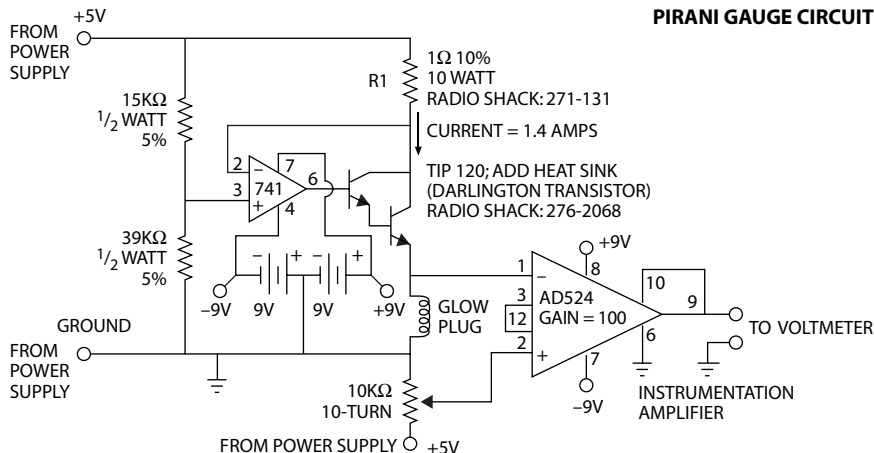 PIRANI GAUGE CIRCUIT
+5V
FROM
POWER
SUPPLY
15KΩ
1/2 WATT
5%
R1
1Ω 10%
10 WATT
RADIO SHACK: 271-131
CURRENT = 1.4 AMPS
2
−
7
741
6
3
+
4
TIP 120; ADD HEAT SINK
(DARLINGTON TRANSISTOR)
RADIO SHACK: 276-2068
39KΩ
1/2 WATT
5%
− + − +
−9V
9V
9V
+9V
GLOW
PLUG
+9V
8
1
−
10
3
AD524
9
12
GAIN = 100
2
+
6
7
−9V
TO VOLTMETER
INSTRUMENTATION
AMPLIFIER
GROUND
FROM
POWER
SUPPLY
10KΩ
10-TURN
FROM POWER SUPPLY
+5V